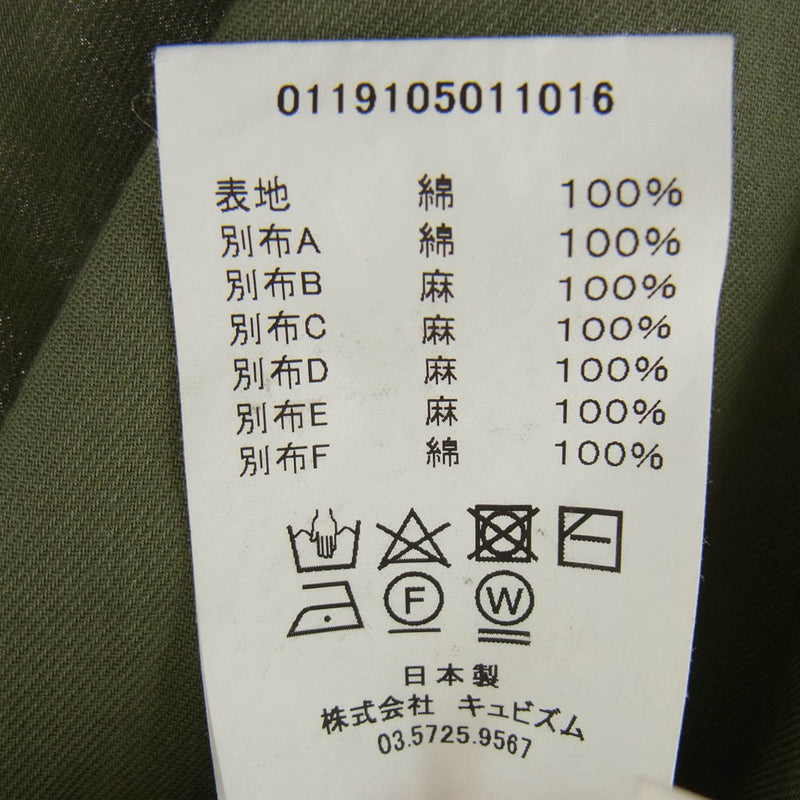 0119105011016
表地 綿 100%
別布A 綿 100%
別布B 麻 100%
別布C 麻 100%
別布D 麻 100%
別布E 麻 100%
別布F 綿 100%
F W
日本製
株式会社 キュビズム
03.5725.9567